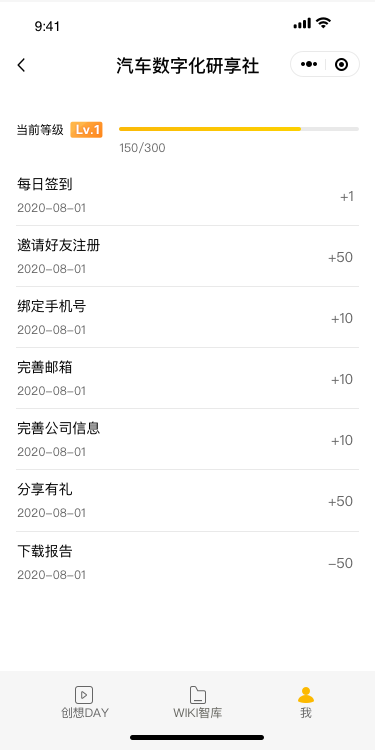 9:41
汽车数字化研享社
当前等级 Lv.1
150/300
每日签到
2020-08-01
+1
邀请好友注册
2020-08-01
+50
绑定手机号
2020-08-01
+10
完善邮箱
2020-08-01
+10
完善公司信息
2020-08-01
+10
分享有礼
2020-08-01
+50
下载报告
2020-08-01
-50
创想DAY
WIKI智库
我